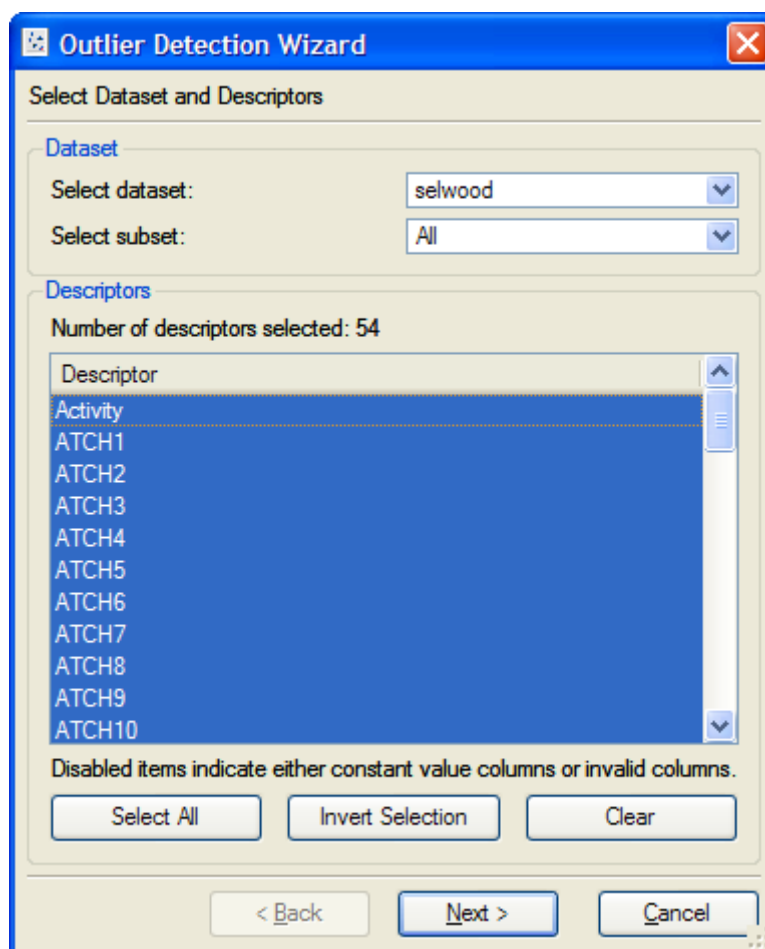 Outlier Detection Wizard
Select Dataset and Descriptors
Dataset
Select dataset: selwood
Select subset: All
Descriptors
Number of descriptors selected: 54
Descriptor
Activity
ATCH1
ATCH2
ATCH3
ATCH4
ATCH5
ATCH6
ATCH7
ATCH8
ATCH9
ATCH10
Disabled items indicate either constant value columns or invalid columns.
Select All Invert Selection Clear
< Back Next > Cancel